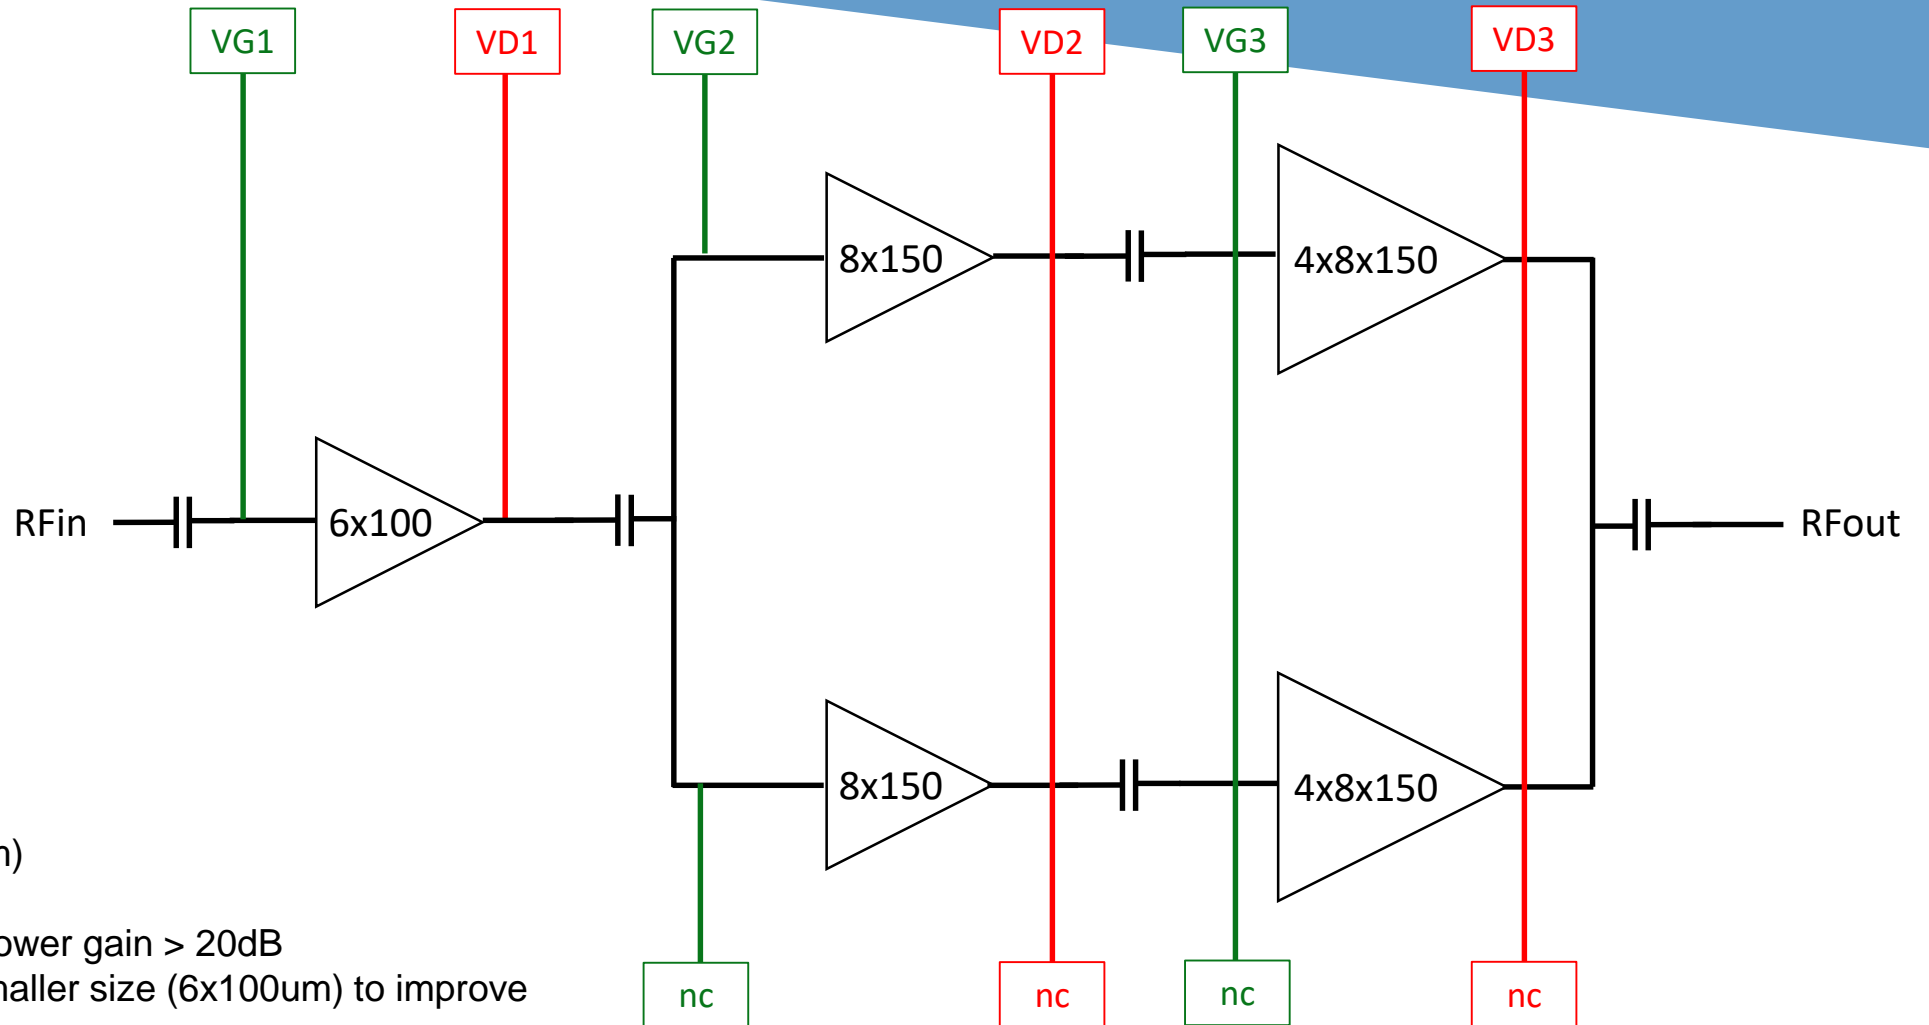 VG1 VD1 VG2 VD2 VG3 VD3
8x150 4x8x150
RFin 6x100 RFout
8x150 4x8x150
ower gain > 20dB
naller size (6x100um) to improve
nc nc nc nc